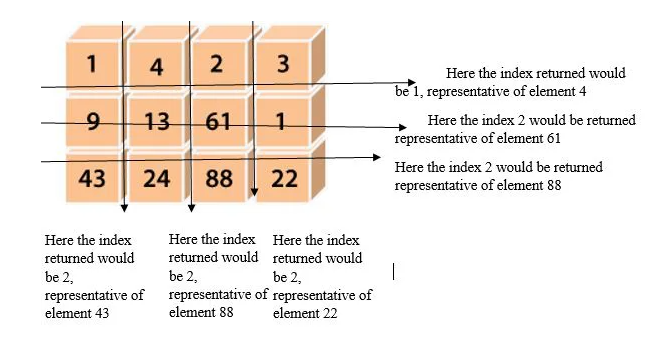 1 4 2 3
Here the index returned would
be 1, representative of element 4
9 13 61 1
Here the index 2 would be returned
representative of element 61
Here the index 2 would be returned
representative of element 88
43 24 88 22
Here the index
returned would
be 2,
representative of
element 43
Here the index
returned would
be 2,
representative of
element 88
Here the index
returned would
be 2,
representative of
element 22